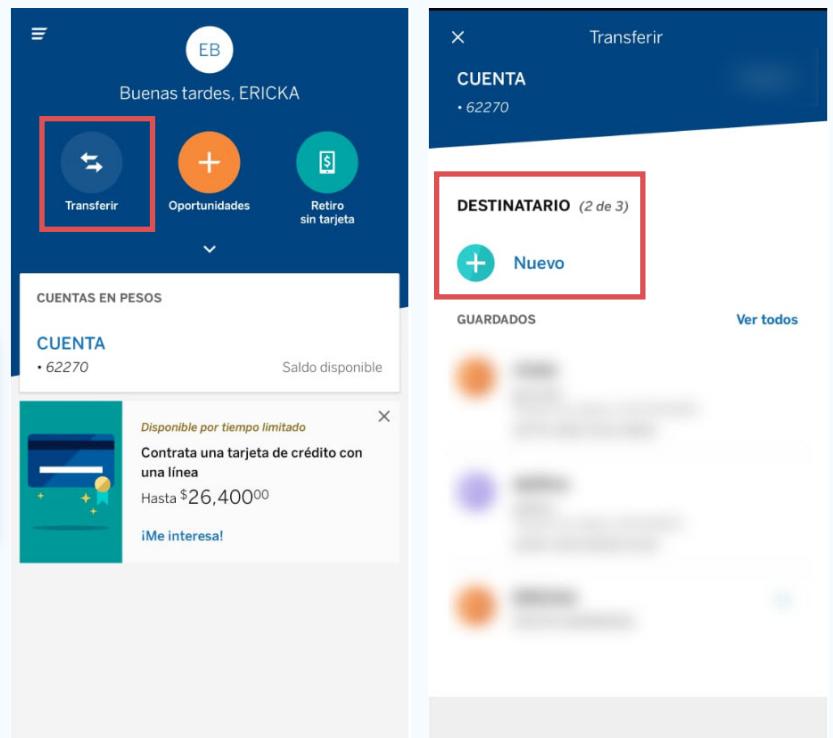 EB
Buenas tardes, ERICKA
Transferir
Oportunidades
Retiro
sin tarjeta
CUENTAS EN PESOS
CUENTA
• 62270
Saldo disponible
Disponible por tiempo limitado
Contrata una tarjeta de crédito con
una línea
Hasta $26,400⁰⁰
¡Me interesa!
Transferir
CUENTA
• 62270
DESTINATARIO (2 de 3)
Nuevo
GUARDADOS
Ver todos